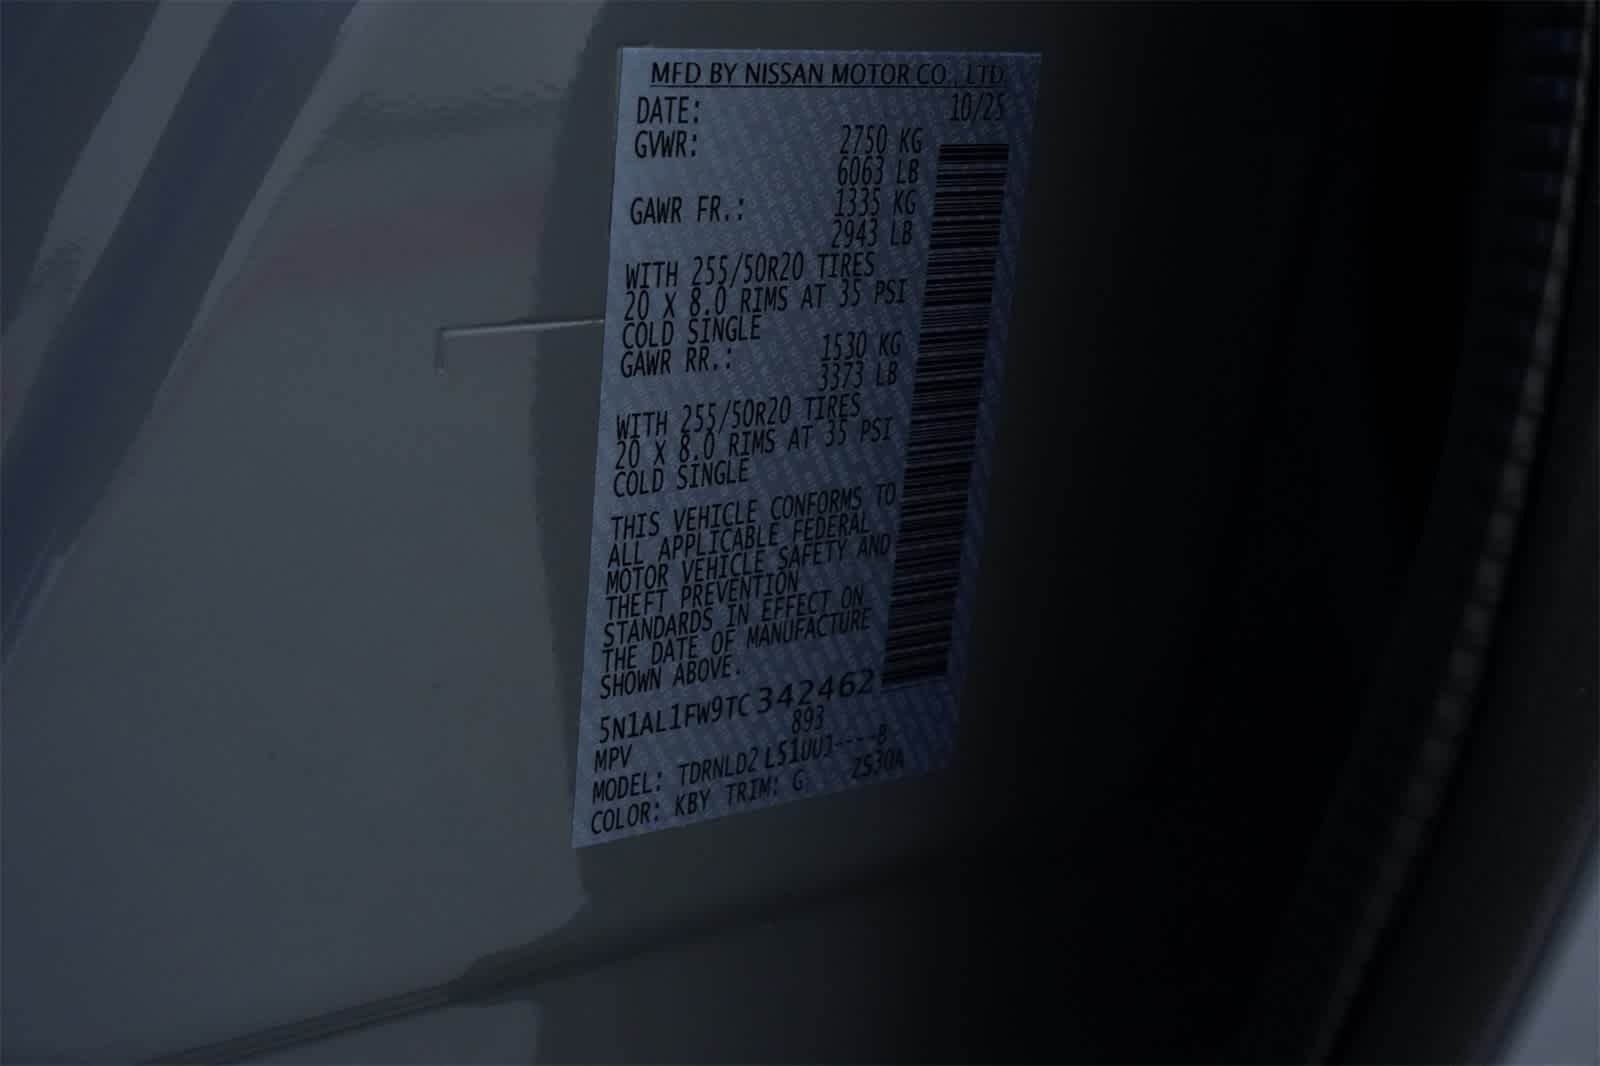 MFD BY NISSAN MOTOR CO., LTD.
DATE: 10/25
GVWR: 2750 KG
6063 LB
GAWR FR.: 1335 KG
2943 LB
WITH 255/50R20 TIRES
20 X 8.0 RIMS AT 35 PSI
COLD SINGLE
GAWR RR.: 1530 KG
3373 LB
WITH 255/50R20 TIRES
20 X 8.0 RIMS AT 35 PSI
COLD SINGLE
THIS VEHICLE CONFORMS TO
ALL APPLICABLE FEDERAL
MOTOR VEHICLE SAFETY AND
THEFT PREVENTION
STANDARDS IN EFFECT ON
THE DATE OF MANUFACTURE
SHOWN ABOVE.
5N1AL1FW9TC342462
MPV 893
MODEL: TDRNLD2 L51UU1----B
COLOR: KBY TRIM: G ZS30A